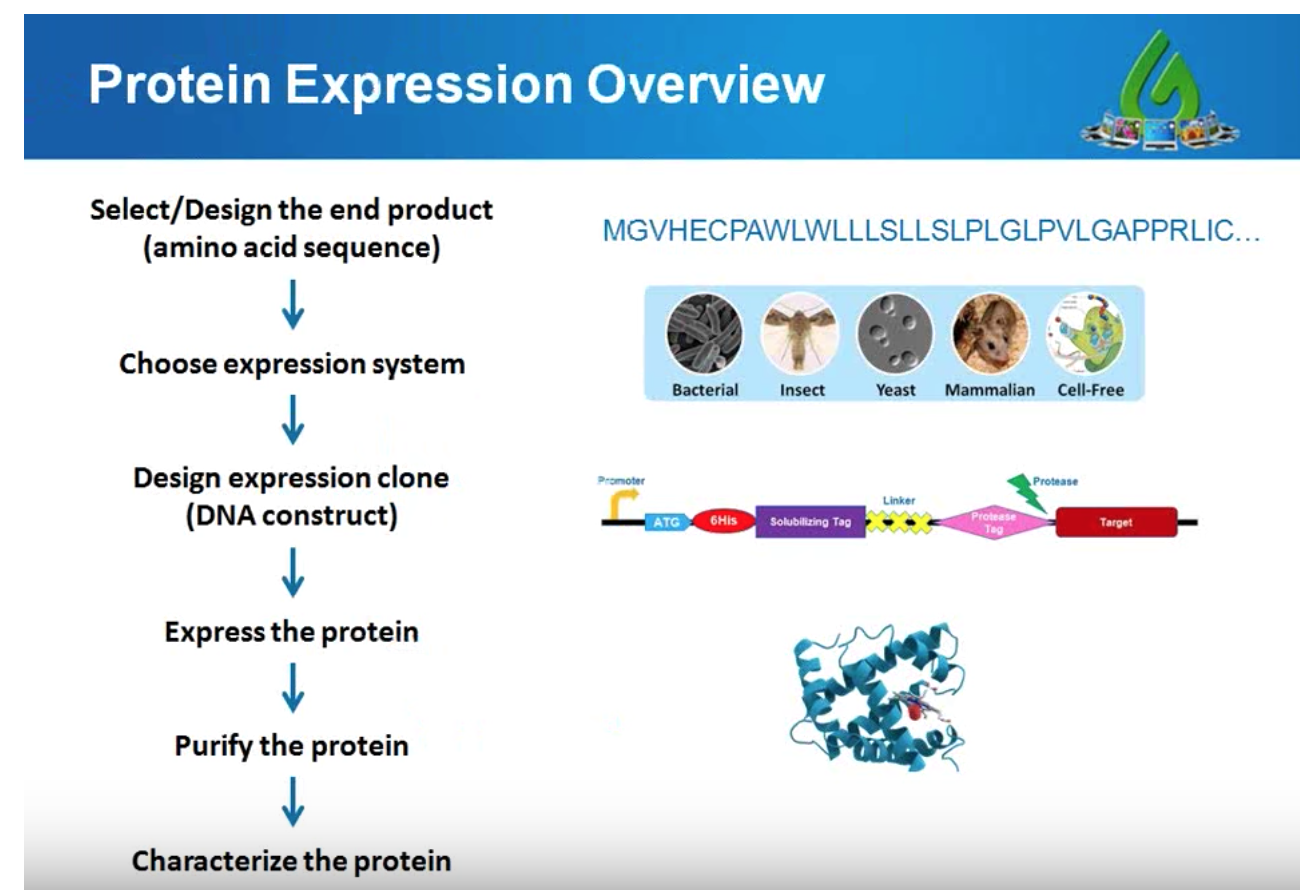 Protein Expression Overview
Select/Design the end product
(amino acid sequence)
MGVHECPAWLWLLLSLLSLPLGLPVLGAPPRLIC...
Choose expression system
Bacterial
Insect
Yeast
Mammalian
Cell-Free
Design expression clone
(DNA construct)
Promoter
ATG
6His
Solubilizing Tag
Linker
Protease
Tag
Protease
Target
Express the protein
Purify the protein
Characterize the protein